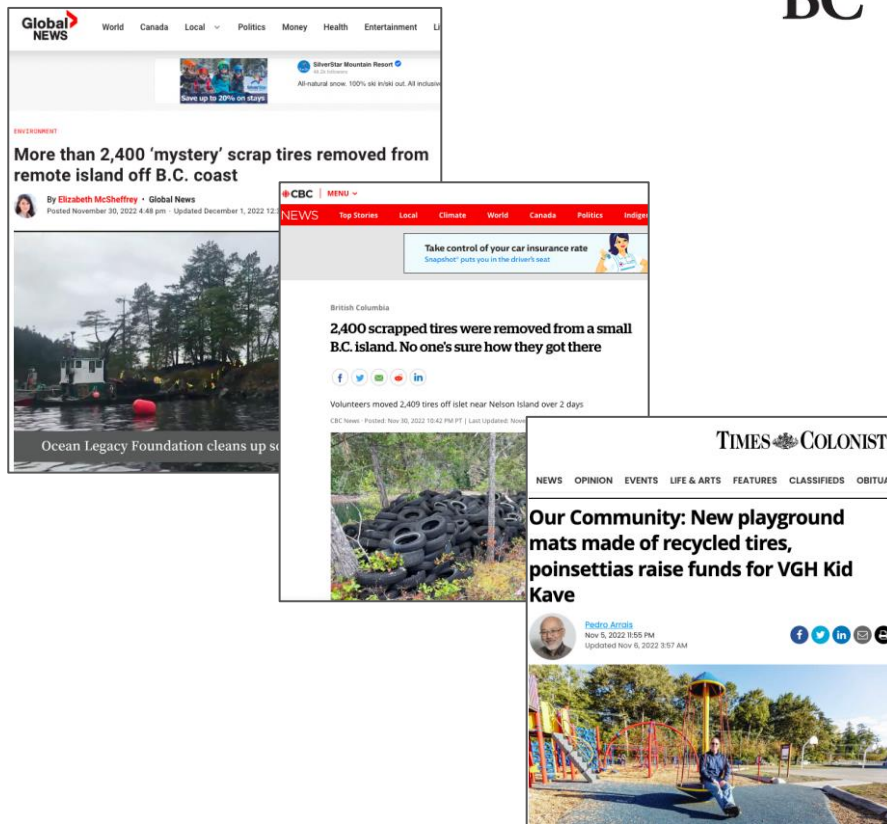 BC
Global
NEWS
World Canada Local Politics Money Health Entertainment
SilverStar Mountain Resort
All-natural snow. 100% ski in/ski out. All inclusive
Save up to 20% on stays
ENVIRONMENT
More than 2,400 ‘mystery’ scrap tires removed from
remote island off B.C. coast
By Elizabeth McSheffrey • Global News
Posted November 30, 2022 4:48 pm · Updated December 1, 2022
Ocean Legacy Foundation cleans up
CBC | MENU
NEWS Top Stories Local Climate World Canada Politics
Take control of your car insurance rate
Snapshot® puts you in the driver's seat
British Columbia
2,400 scrapped tires were removed from a small
B.C. island. No one's sure how they got there
f in
Volunteers moved 2,409 tires off islet near Nelson Island over 2 days
CBC News · Posted: Nov 30, 2022 10:42 PM PT | Last Updated:
TIMES COLONIST
NEWS OPINION EVENTS LIFE & ARTS FEATURES CLASSIFIEDS
Our Community: New playground
mats made of recycled tires,
poinsettias raise funds for VGH Kid
Kave
Pedro Arrais
Nov 5, 2022 11:55 PM
Updated Nov 6, 2022 3:57 AM
f in